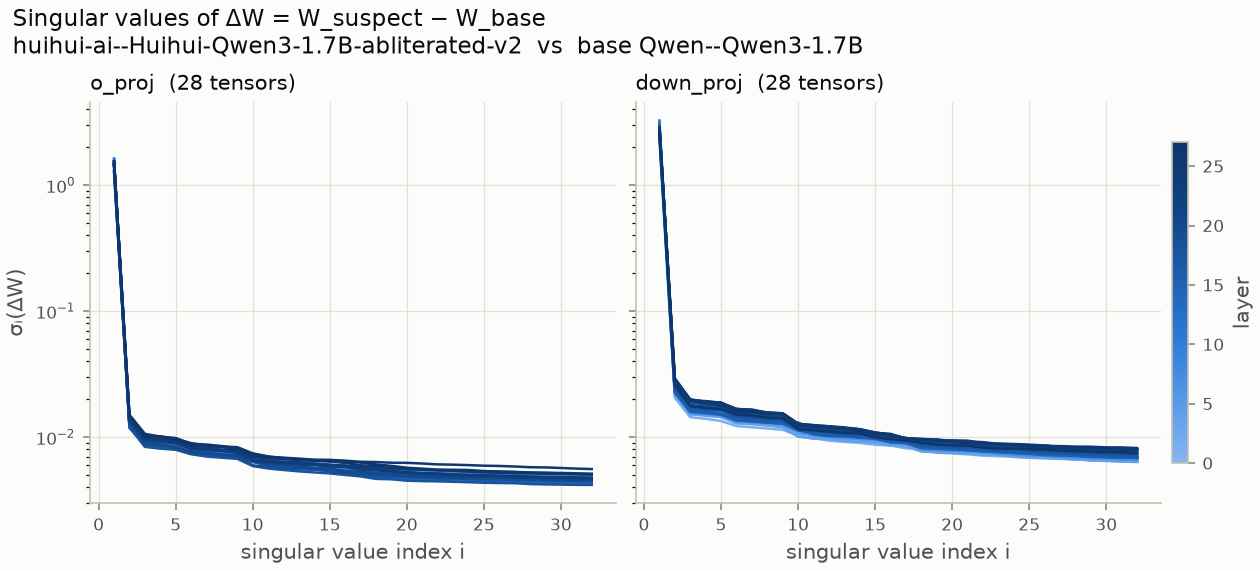 Singular values of ΔW = W_suspect − W_base
huihui-ai--Huihui-Qwen3-1.7B-abliterated-v2 vs base Qwen--Qwen3-1.7B
o_proj (28 tensors)
down_proj (28 tensors)
σᵢ(ΔW)
10⁰
10⁻¹
10⁻²
0 5 10 15 20 25 30
singular value index i
0 5 10 15 20 25 30
singular value index i
25
20
15
10
5
0
layer